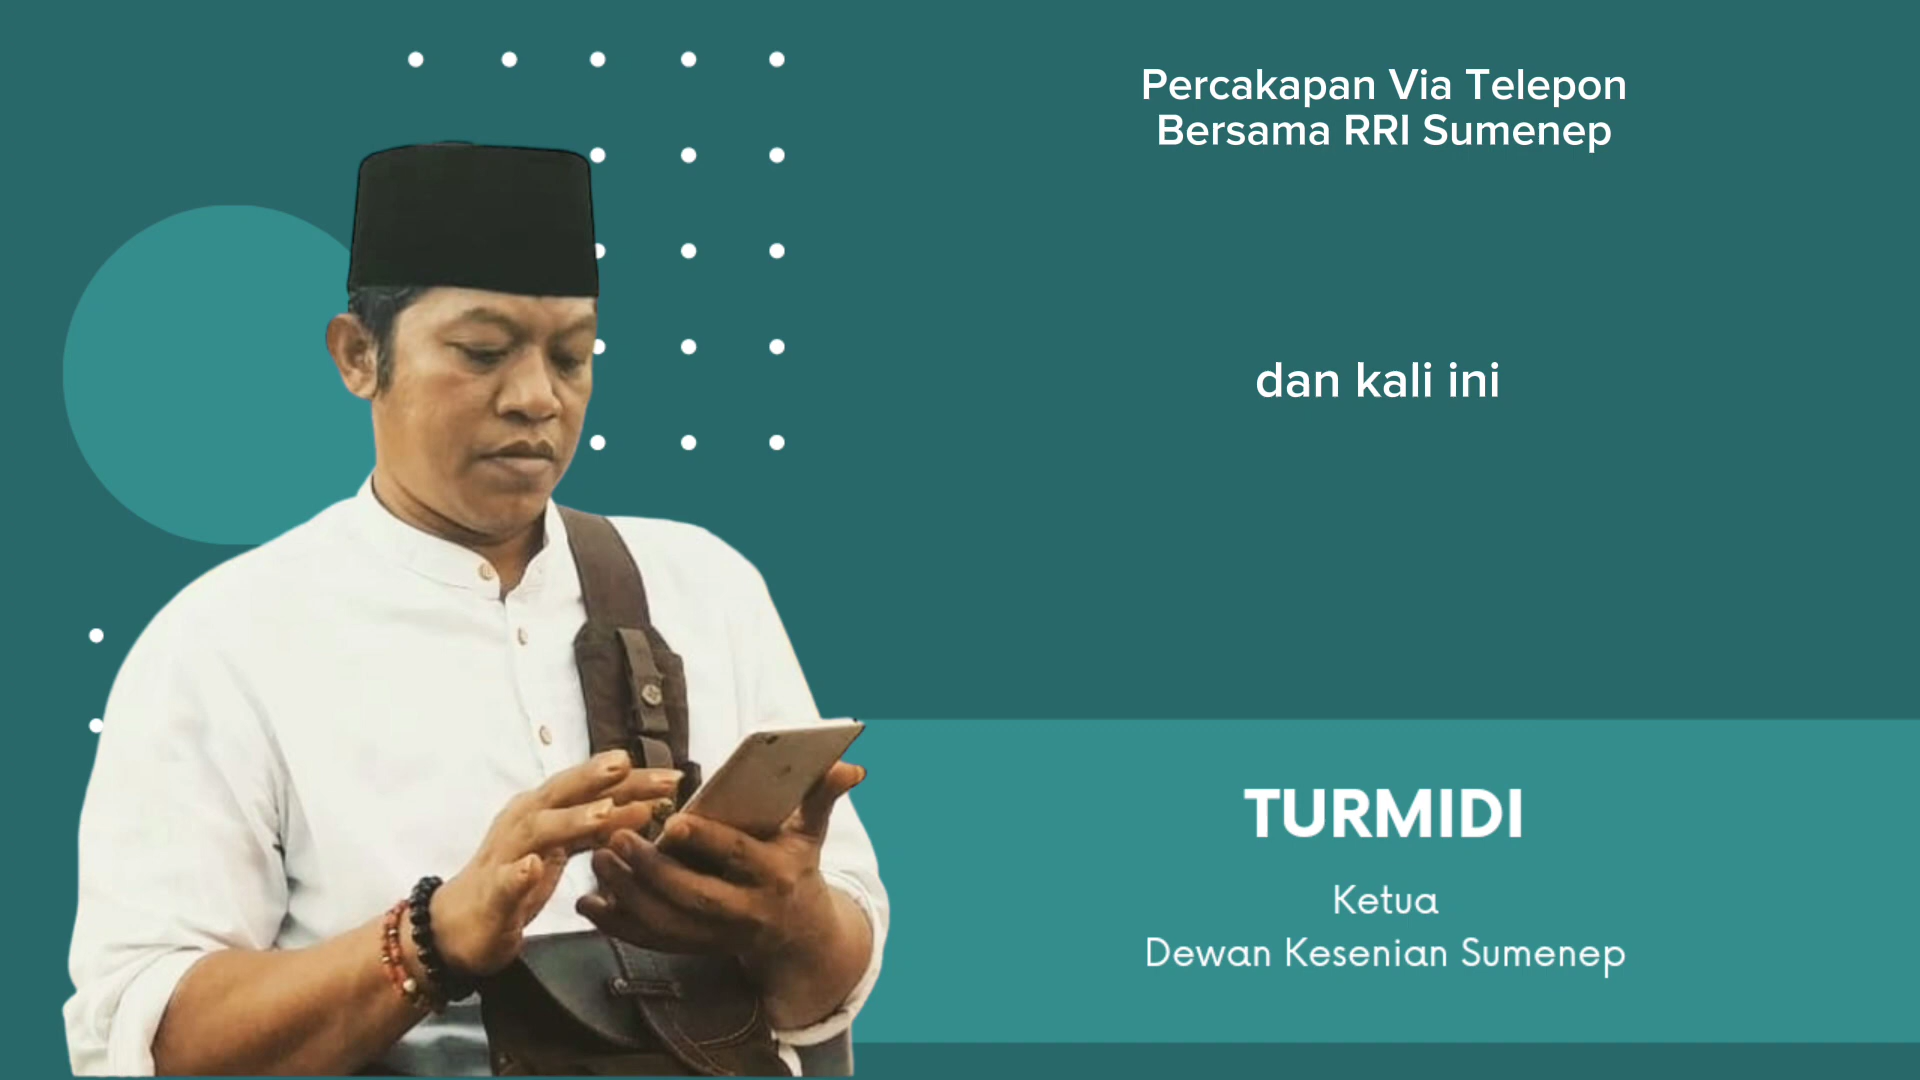 Percakapan Via Telepon
Bersama RRI Sumenep
dan kali ini
TURMIDI
Ketua
Dewan Kesenian Sumenep